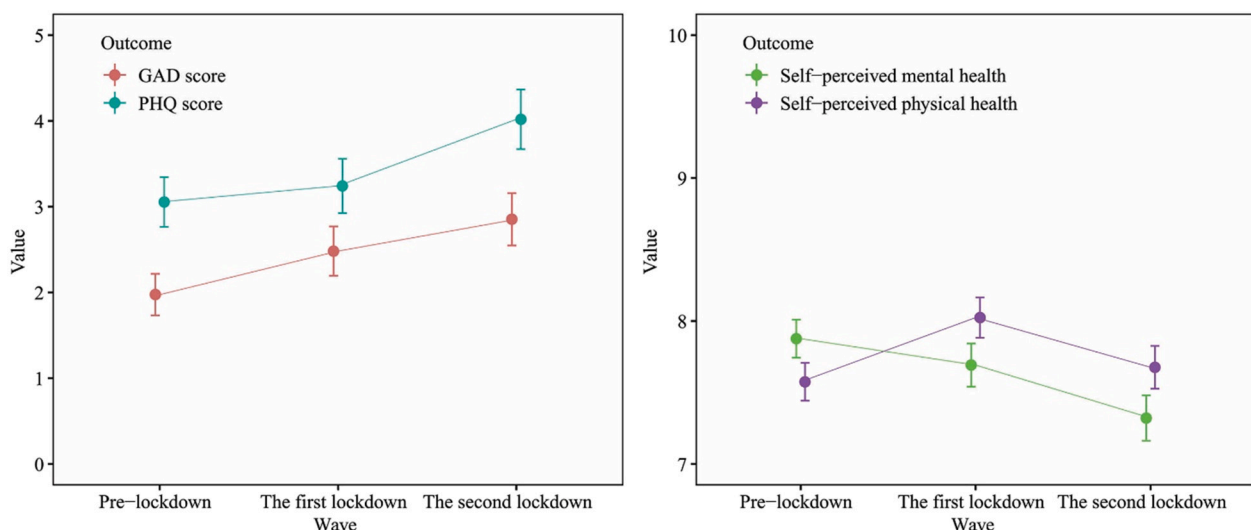 Outcome
GAD score
PHQ score
5
4
3
2
1
0
Value
Pre−lockdown The first lockdown The second lockdown
Wave
Outcome
Self−perceived mental health
Self−perceived physical health
10
9
8
7
Value
Pre−lockdown The first lockdown The second lockdown
Wave